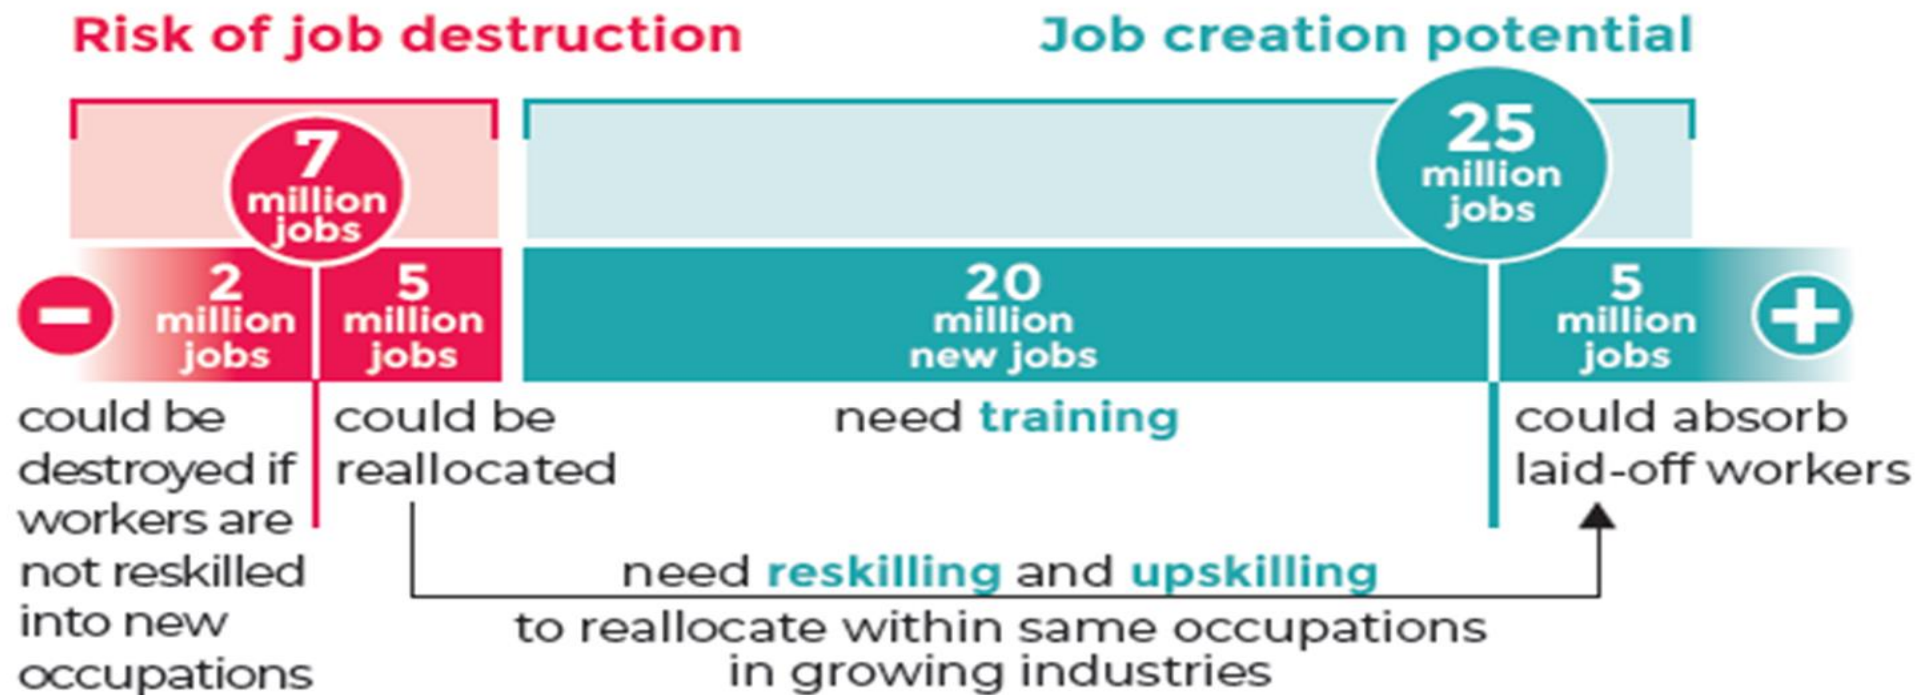 Risk of job destruction
Job creation potential
7
million
jobs
25
million
jobs
2
million
jobs
5
million
jobs
20
million
new jobs
5
million
jobs
could be
destroyed if
workers are
not reskilled
into new
occupations
could be
reallocated
need training
could absorb
laid-off workers
need reskilling and upskilling
to reallocate within same occupations
in growing industries